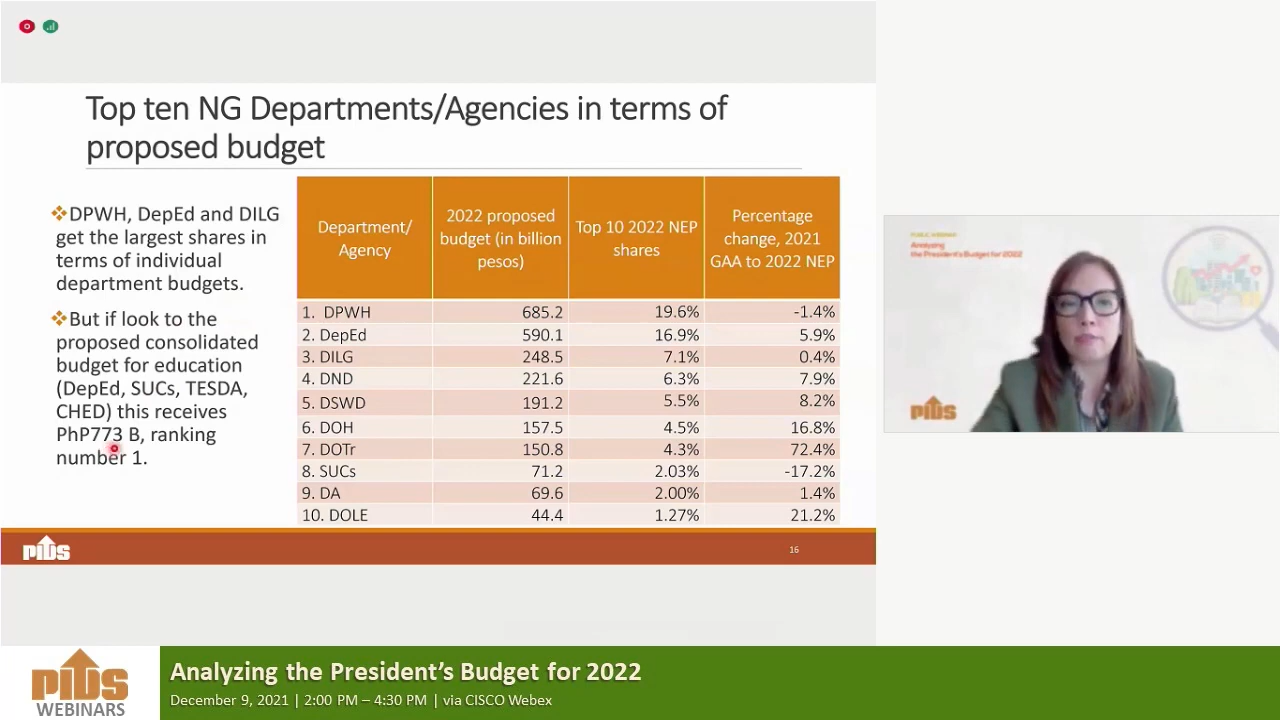 Top ten NG Departments/Agencies in terms of
proposed budget
❖DPWH, DepEd and DILG
get the largest shares in
terms of individual
department budgets.
❖But if look to the
proposed consolidated
budget for education
(DepEd, SUCs, TESDA,
CHED) this receives
PhP773 B, ranking
number 1.
Department/
Agency
2022 proposed
budget (in billion
pesos)
Top 10 2022 NEP
shares
Percentage
change, 2021
GAA to 2022 NEP
1. DPWH 685.2 19.6% -1.4%
2. DepEd 590.1 16.9% 5.9%
3. DILG 248.5 7.1% 0.4%
4. DND 221.6 6.3% 7.9%
5. DSWD 191.2 5.5% 8.2%
6. DOH 157.5 4.5% 16.8%
7. DOTr 150.8 4.3% 72.4%
8. SUCs 71.2 2.03% -17.2%
9. DA 69.6 2.00% 1.4%
10. DOLE 44.4 1.27% 21.2%
PIDS
16
PUBLIC WEBINAR
Analyzing
the President's Budget for 2022
PIDS
PIDS
WEBINARS
Analyzing the President's Budget for 2022
December 9, 2021 | 2:00 PM – 4:30 PM | via CISCO Webex